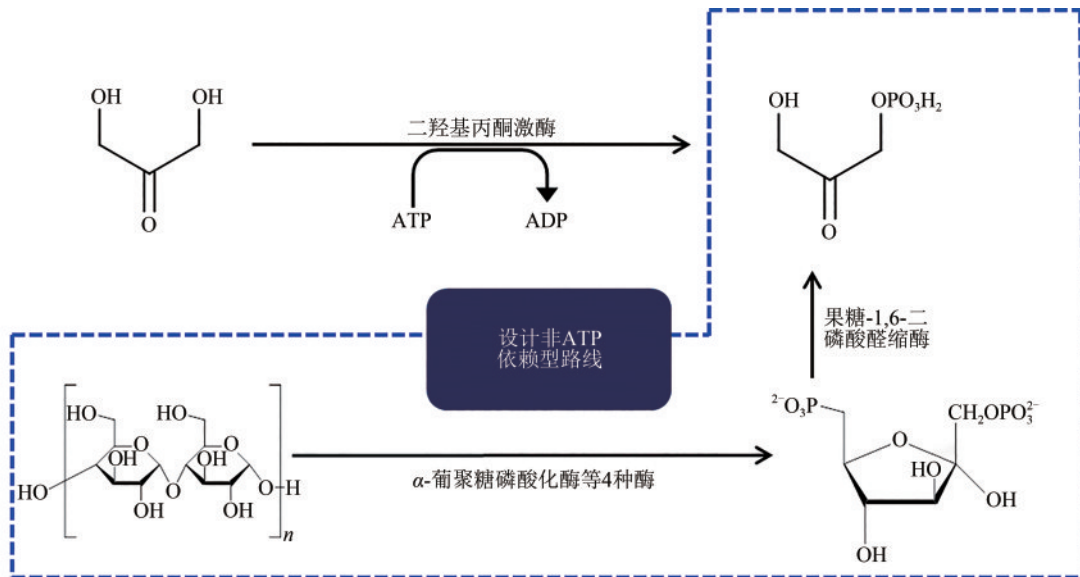 OH
OH
O
二羟基丙酮激酶
ATP
ADP
OH
OPO₃H₂
O
设计非ATP
依赖型路线
果糖-1,6-二
磷酸醛缩酶
HO
HO
O
O
OH
OH
HO
OH
O
OH
O-H
n
α-葡聚糖磷酸化酶等4种酶
²⁻O₃P
CH₂OPO₃²⁻
O
HO
OH
OH